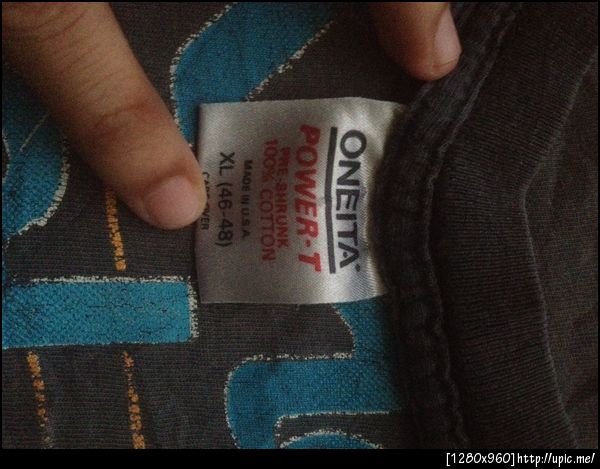 ONEITA
POWER-T
PRE-SHRUNK
100% COTTON
MADE IN U.S.A.
XL (46-48)
[1280x960]http://upic.me/